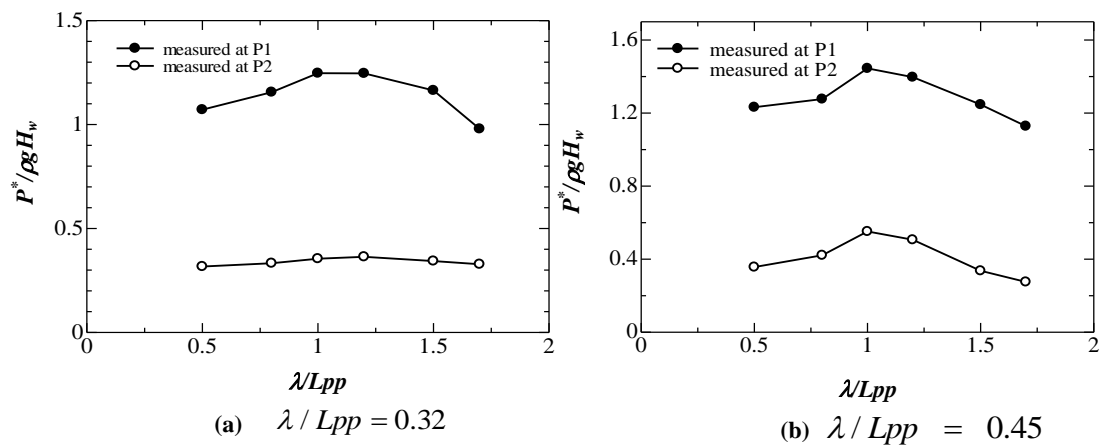 1.5
measured at P1
measured at P2
1
0.5
0
P*/ρgH_w
0 0.5 1 1.5 2
λ/Lpp
(a) λ / Lpp = 0.32
1.6
measured at P1
measured at P2
1.2
0.8
0.4
0
P*/ρgH_w
0 0.5 1 1.5 2
λ/Lpp
(b) λ / Lpp = 0.45